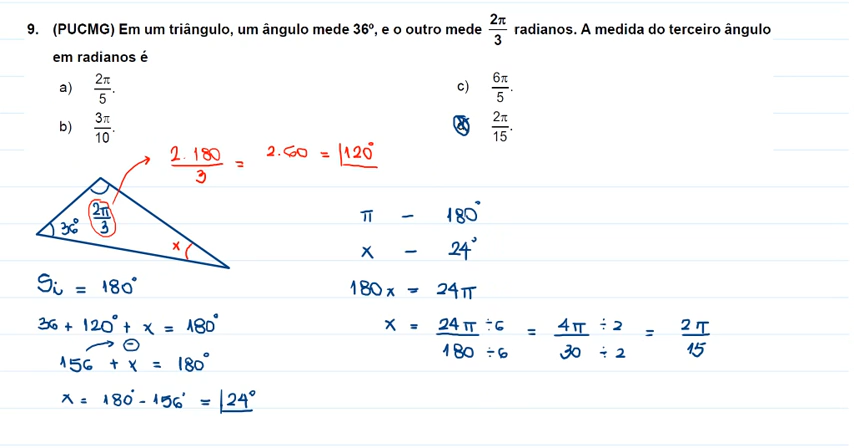 9. (PUCMG) Em um triângulo, um ângulo mede 36º, e o outro mede 2π/3 radianos. A medida do terceiro ângulo
em radianos é
a) 2π/5.
b) 3π/10.
c) 6π/5.
d) 2π/15.
2.180/3 = 2.60 = 120°
36° 2π/3 x
Si = 180°
36 + 120° + x = 180°
⊖
156 + x = 180°
x = 180° - 156° = 24°
π - 180°
x - 24°
180x = 24π
x = 24π ÷6 / 180 ÷6 = 4π ÷2 / 30 ÷2 = 2π/15